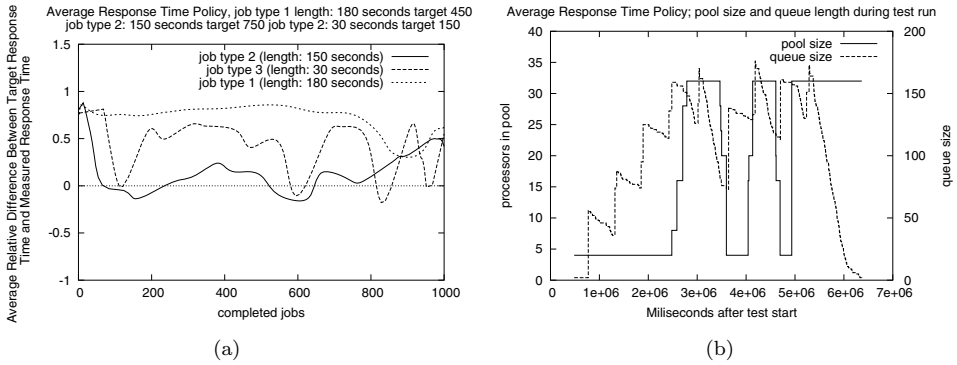 Average Response Time Policy, job type 1 length: 180 seconds target 450
job type 2: 150 seconds target 750 job type 2: 30 seconds target 150
Average Relative Difference Between Target Response
Time and Measured Response Time
1.5
1
0.5
0
-0.5
-1
job type 2 (length: 150 seconds)
job type 3 (length: 30 seconds)
job type 1 (length: 180 seconds)
0 200 400 600 800 1000
completed jobs
(a)
Average Response Time Policy; pool size and queue length during test run
processors in pool
40
35
30
25
20
15
10
5
0
pool size
queue size
200
150
100
50
0
queue size
0 1e+06 2e+06 3e+06 4e+06 5e+06 6e+06 7e+06
Miliseconds after test start
(b)